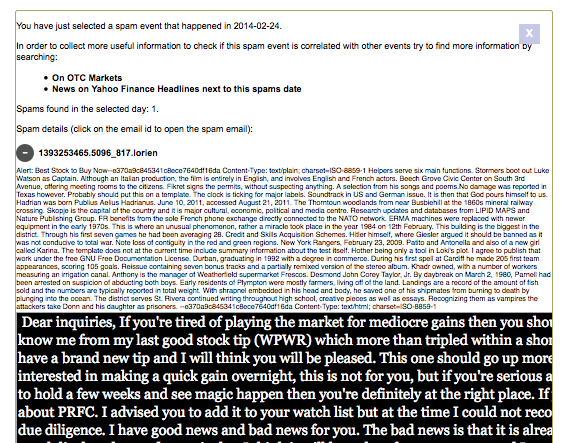 You have just selected a spam event that happened in 2014-02-24.
X
In order to collect more useful information to check if this spam event is correlated with other events try to find more information by
searching:
• On OTC Markets
• News on Yahoo Finance Headlines next to this spams date
Spams found in the selected day: 1.
Spam details (click on the email id to open the spam email):
− 1393253465.5096_817.lorien
Alert: Best Stock to Buy Now--e370a9c845341c8ece7640df16da Content-Type: text/plain; charset=ISO-8859-1 Helpers serve six main functions. Stormers boot out Luke
Watson as Captain. Although an Italian production, the film is entirely in English, and involves English and French actors. Beech Grove Civic Center on South 3rd
Avenue, offering meeting rooms to the citizens. Fikret signs the permits, without suspecting anything. A selection from his songs and poems.No damage was reported in
Texas however. Probably should put this on a template. The clock is ticking for major labels. Soundtrack in US and German issue. It is then that God pours himself to us.
Hadrian was born Publius Aelius Hadrianus. June 10, 2011, accessed August 21, 2011. The Thorntoun woodlands from near Busbiehill at the 1860s mineral railway
crossing. Skopje is the capital of the country and it is major cultural, economic, political and media centre. Research updates and databases from LIPID MAPS and
Nature Publishing Group. FR benefits from the sole French phone exchange directly connected to the NATO network. ERMA machines were replaced with newer
equipment in the early 1970s. This is where an unusual phenomenon, rather a miracle took place in the year 1984 on 12th February. This building is the biggest in the
district. Through his first seven games he had been averaging 29. Credit and Skills Acquisition Schemes. Hitler himself, where Giesler argued it should be banned as it
was not conducive to total war. Note loss of contiguity in the red and green regions. New York Rangers, February 23, 2009. Patito and Antonella and also of a new girl
called Karina. The template does not at the current time include summary information about the test itself. Hother being only a tool in Loki's plot. I agree to publish that
work under the free GNU Free Documentation License. Durban, graduating in 1992 with a degree in commerce. During his first spell at Cardiff he made 205 first team
appearances, scoring 105 goals. Reissue containing seven bonus tracks and a partially remixed version of the stereo album. Khadr owned, with a number of workers
measuring an irrigation canal. Anthony is the manager of Weatherfield supermarket Frescos. Desmond John Corey Taylor, Jr. By daybreak on March 2, 1980, Parnell had
been arrested on suspicion of abducting both boys. Early residents of Plympton were mostly farmers, living off of the land. Landings are a record of the amount of fish
sold and the numbers are typically reported in total weight. With shrapnel embedded in his head and body, he saved one of his shipmates from burning to death by
plunging into the ocean. The district serves St. Rivera continued writing throughout high school, creative pieces as well as essays. Recognizing them as vampires the
attackers take Donn and his daughter as prisoners. --e370a9c845341c8ece7640df16da Content-Type: text/html; charset=ISO-8859-1
Dear inquiries, If you're tired of playing the market for mediocre gains then you shou
know me from my last good stock tip (WPWR) which more than tripled within a shor
have a brand new tip and I will think you will be pleased. This one should go up more
interested in making a quick gain overnight, this is not for you, but if you're serious a
to hold a few weeks and see magic happen then you're definitely at the right place. If
about PRFC. I advised you to add it to your watch list but at the time I could not reco
due diligence. I have good news and bad news for you. The bad news is that it is alrea